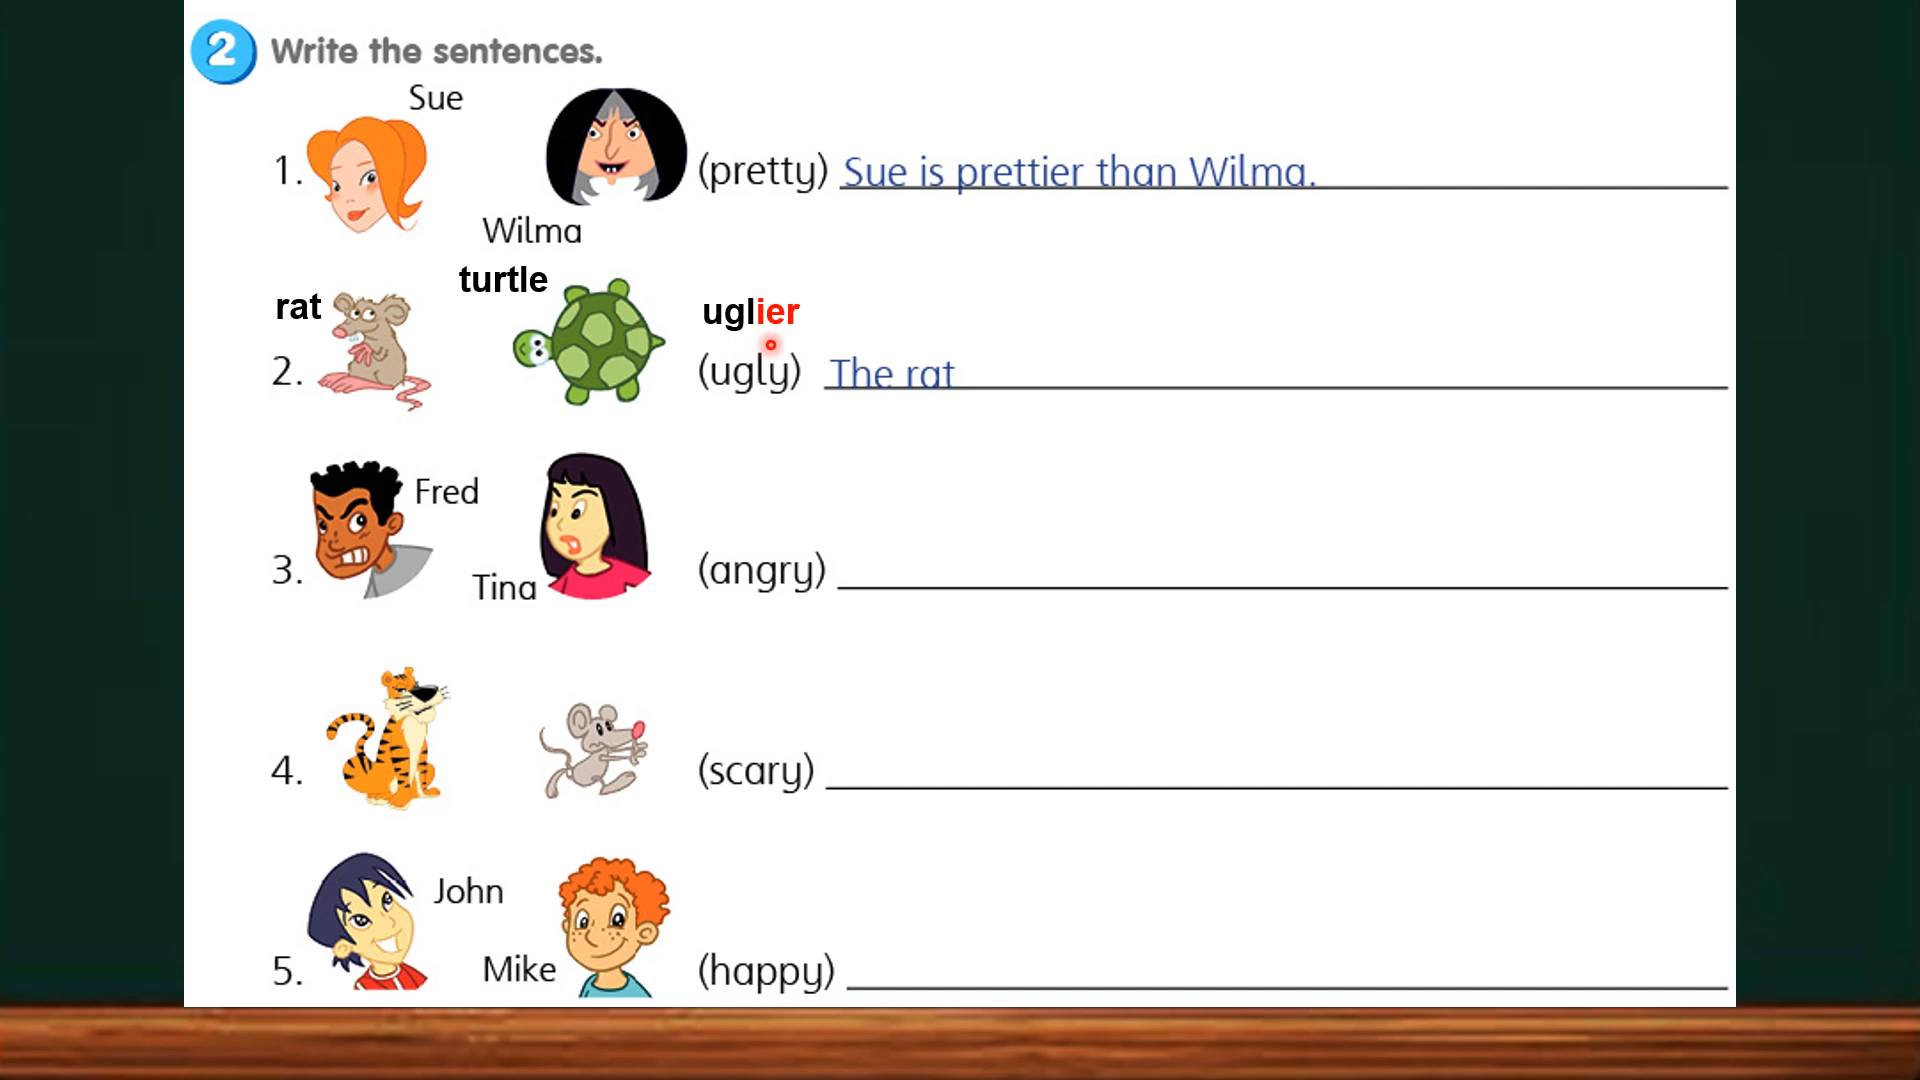 2 Write the sentences.
Sue
1. (pretty) Sue is prettier than Wilma.
Wilma
turtle
rat
uglier
2. (ugly) The rat
Fred
3. (angry)
Tina
4. (scary)
John
5. (happy)
Mike